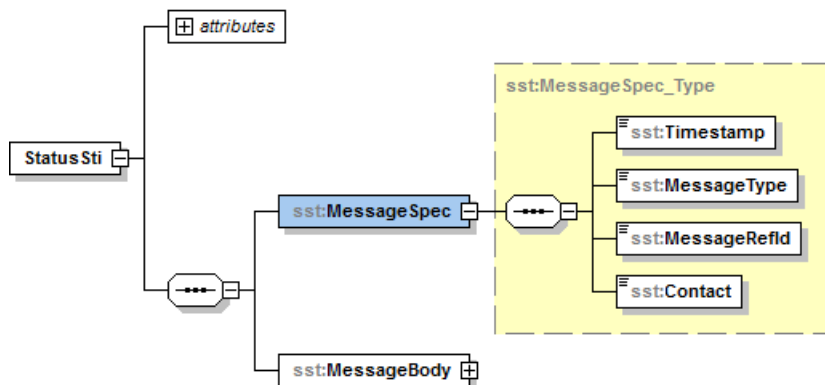 attributes
sst:MessageSpec_Type
sst:Timestamp
StatusSti
sst:MessageType
sst:MessageSpec
sst:MessageRefId
sst:Contact
sst:MessageBody